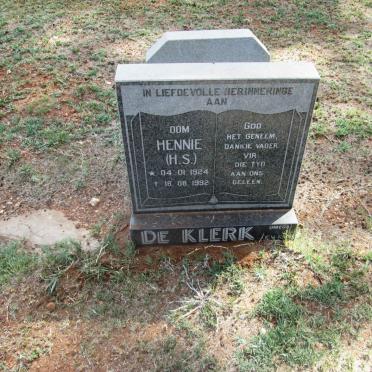 IN LIEFDEVOLLE HERINNERINGE
AAN
OOM
HENNIE
(H.S.)
* 04.01.1924
† 16.08.1992
GOD
HET GENEEM,
DANKIE VADER
VIR
DIE TYD
AAN ONS
GELEEN.
DE KLERK